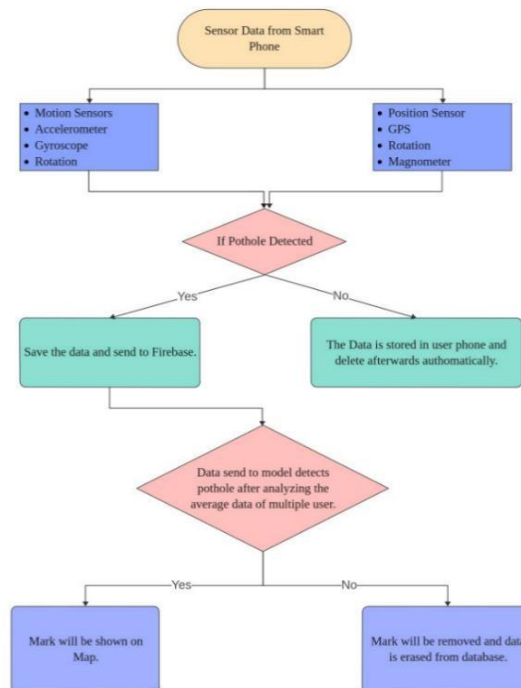 Sensor Data from Smart
Phone
• Motion Sensors
• Accelerometer
• Gyroscope
• Rotation
• Position Sensor
• GPS
• Rotation
• Magnometer
If Pothole Detected
Yes
No
Save the data and send to Firebase.
The Data is stored in user phone and
delete afterwards authomatically.
Data send to model detects
pothole after analyzing the
average data of multiple user.
Yes
No
Mark will be shown on
Map.
Mark will be removed and data
is erased from database.